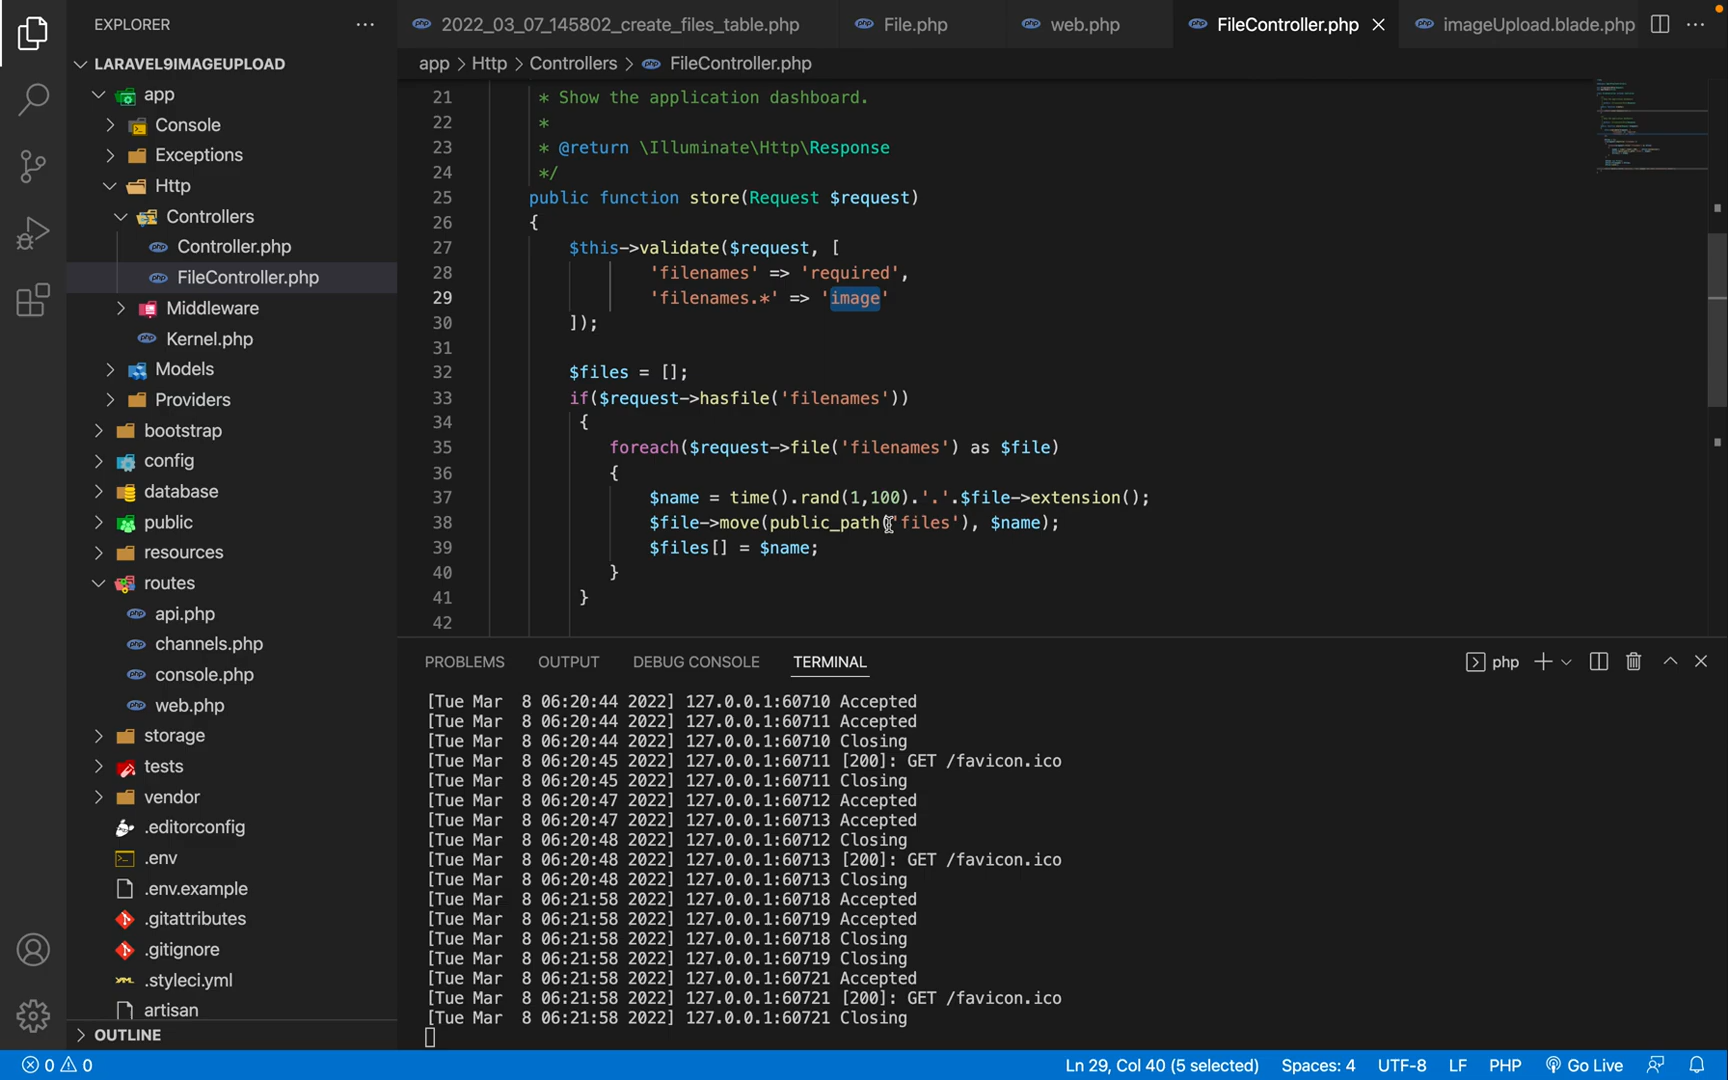 EXPLORER
LARAVEL9IMAGEUPLOAD
app
Console
Exceptions
Http
Controllers
Controller.php
FileController.php
Middleware
Kernel.php
Models
Providers
bootstrap
config
database
public
resources
routes
api.php
channels.php
console.php
web.php
storage
tests
vendor
.editorconfig
.env
.env.example
.gitattributes
.gitignore
.styleci.yml
artisan
OUTLINE
2022_03_07_145802_create_files_table.php File.php web.php FileController.php imageUpload.blade.php
app > Http > Controllers > FileController.php
21 * Show the application dashboard.
22 *
23 * @return \Illuminate\Http\Response
24 */
25 public function store(Request $request)
26 {
27 $this->validate($request, [
28 'filenames' => 'required',
29 'filenames.*' => 'image'
30 ]);
31
32 $files = [];
33 if($request->hasfile('filenames'))
34 {
35 foreach($request->file('filenames') as $file)
36 {
37 $name = time().rand(1,100).'.'.$file->extension();
38 $file->move(public_path('files'), $name);
39 $files[] = $name;
40 }
41 }
42
PROBLEMS OUTPUT DEBUG CONSOLE TERMINAL php
[Tue Mar  8 06:20:44 2022] 127.0.0.1:60710 Accepted
[Tue Mar  8 06:20:44 2022] 127.0.0.1:60711 Accepted
[Tue Mar  8 06:20:44 2022] 127.0.0.1:60710 Closing
[Tue Mar  8 06:20:45 2022] 127.0.0.1:60711 [200]: GET /favicon.ico
[Tue Mar  8 06:20:45 2022] 127.0.0.1:60711 Closing
[Tue Mar  8 06:20:47 2022] 127.0.0.1:60712 Accepted
[Tue Mar  8 06:20:47 2022] 127.0.0.1:60713 Accepted
[Tue Mar  8 06:20:48 2022] 127.0.0.1:60712 Closing
[Tue Mar  8 06:20:48 2022] 127.0.0.1:60713 [200]: GET /favicon.ico
[Tue Mar  8 06:20:48 2022] 127.0.0.1:60713 Closing
[Tue Mar  8 06:21:58 2022] 127.0.0.1:60718 Accepted
[Tue Mar  8 06:21:58 2022] 127.0.0.1:60719 Accepted
[Tue Mar  8 06:21:58 2022] 127.0.0.1:60718 Closing
[Tue Mar  8 06:21:58 2022] 127.0.0.1:60719 Closing
[Tue Mar  8 06:21:58 2022] 127.0.0.1:60721 Accepted
[Tue Mar  8 06:21:58 2022] 127.0.0.1:60721 [200]: GET /favicon.ico
[Tue Mar  8 06:21:58 2022] 127.0.0.1:60721 Closing
0 0 Ln 29, Col 40 (5 selected) Spaces: 4 UTF-8 LF PHP Go Live